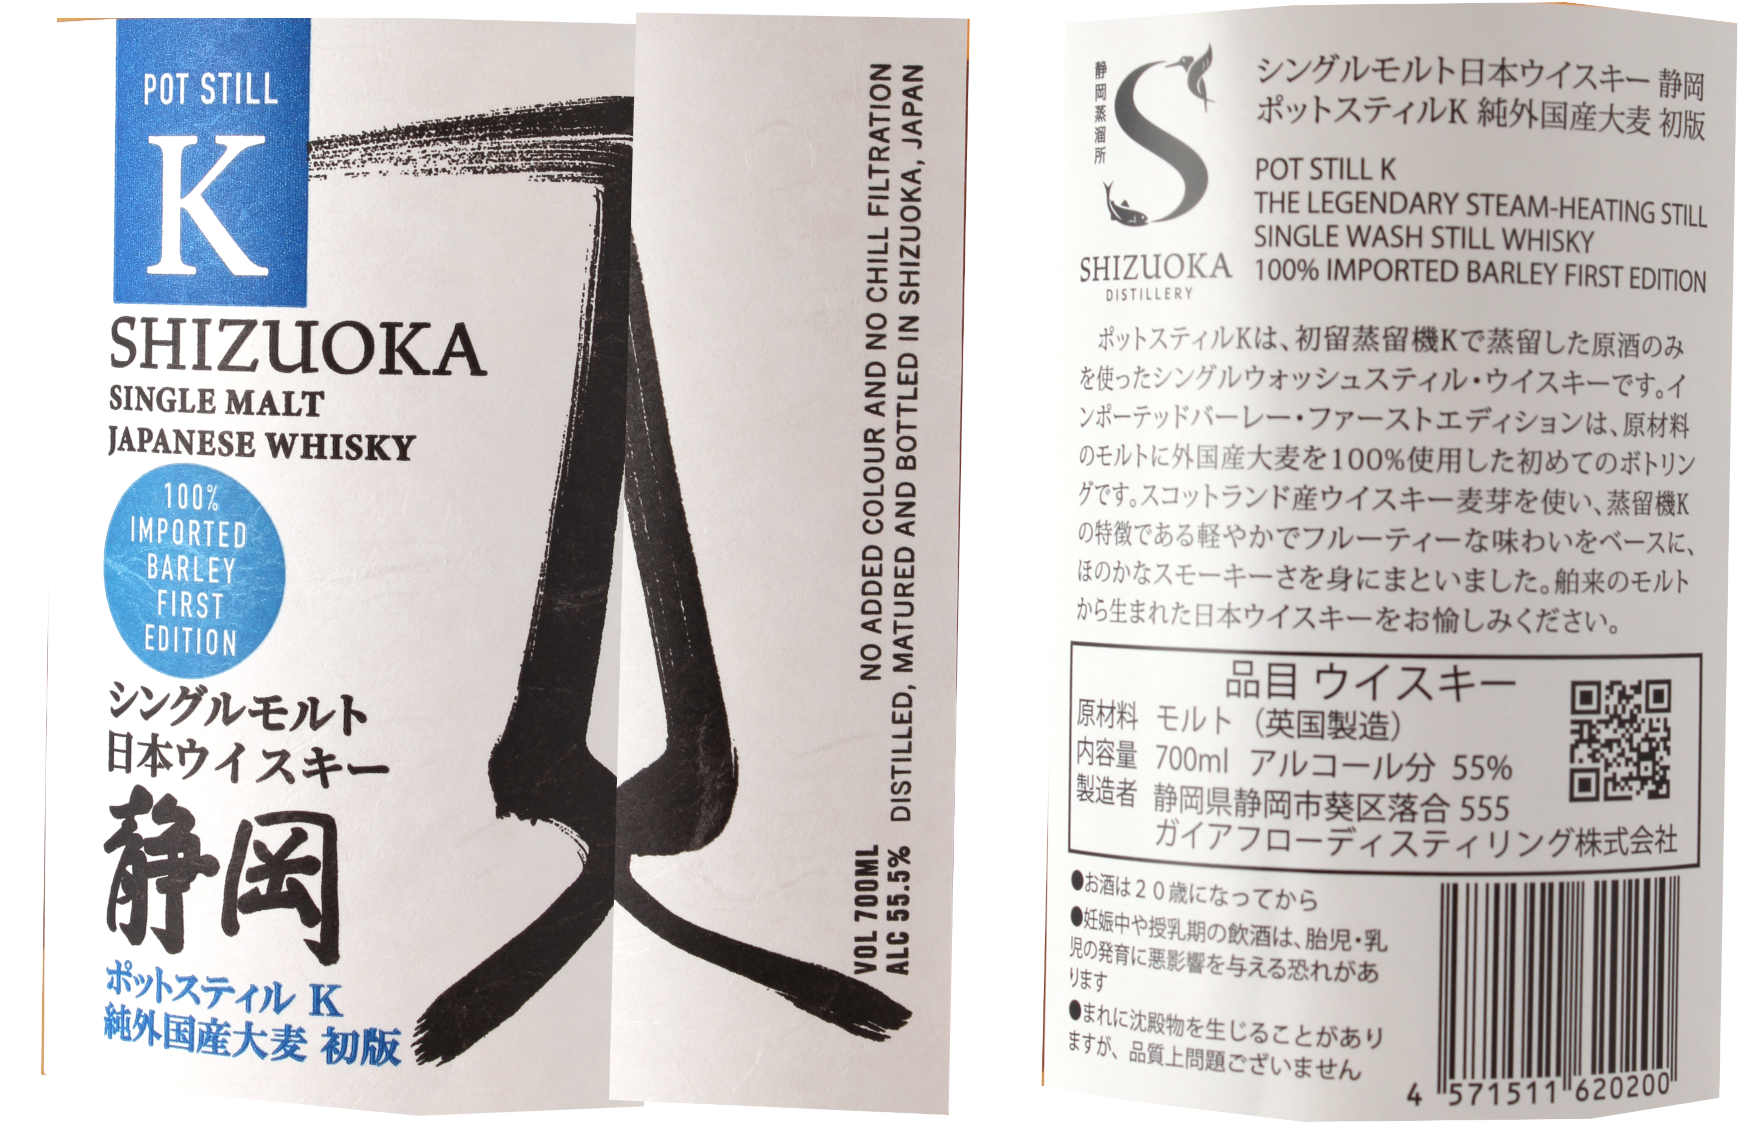 POT STILL
K
SHIZUOKA
SINGLE MALT
JAPANESE WHISKY
100%
IMPORTED
BARLEY
FIRST
EDITION
シングルモルト
日本ウイスキー
静岡
ポットスティル K
純外国産大麦 初版
NO ADDED COLOUR AND NO CHILL FILTRATION
DISTILLED, MATURED AND BOTTLED IN SHIZUOKA, JAPAN
VOL 700ML
ALC 55.5%
静岡蒸溜所
S
SHIZUOKA
DISTILLERY
シングルモルト日本ウイスキー 静岡
ポットスティルK 純外国産大麦 初版
POT STILL K
THE LEGENDARY STEAM-HEATING STILL
SINGLE WASH STILL WHISKY
100% IMPORTED BARLEY FIRST EDITION
ポットスティルKは、初留蒸留機Kで蒸留した原酒のみ
を使ったシングルウォッシュスティル・ウイスキーです。イ
ンポーテッドバーレー・ファーストエディションは、原材料
のモルトに外国産大麦を100%使用した初めてのボトリン
グです。スコットランド産ウイスキー麦芽を使い、蒸留機K
の特徴である軽やかでフルーティーな味わいをベースに、
ほのかなスモーキーさを身にまといました。舶来のモルト
から生まれた日本ウイスキーをお愉しみください。
品目 ウイスキー
原材料 モルト（英国製造）
内容量 700ml アルコール分 55%
製造者 静岡県静岡市葵区落合 555
ガイアフローディスティリング株式会社
●お酒は２０歳になってから
●妊娠中や授乳期の飲酒は、胎児・乳
児の発育に悪影響を与える恐れがあ
ります
●まれに沈殿物を生じることがあり
ますが、品質上問題ございません
4 571511 620200